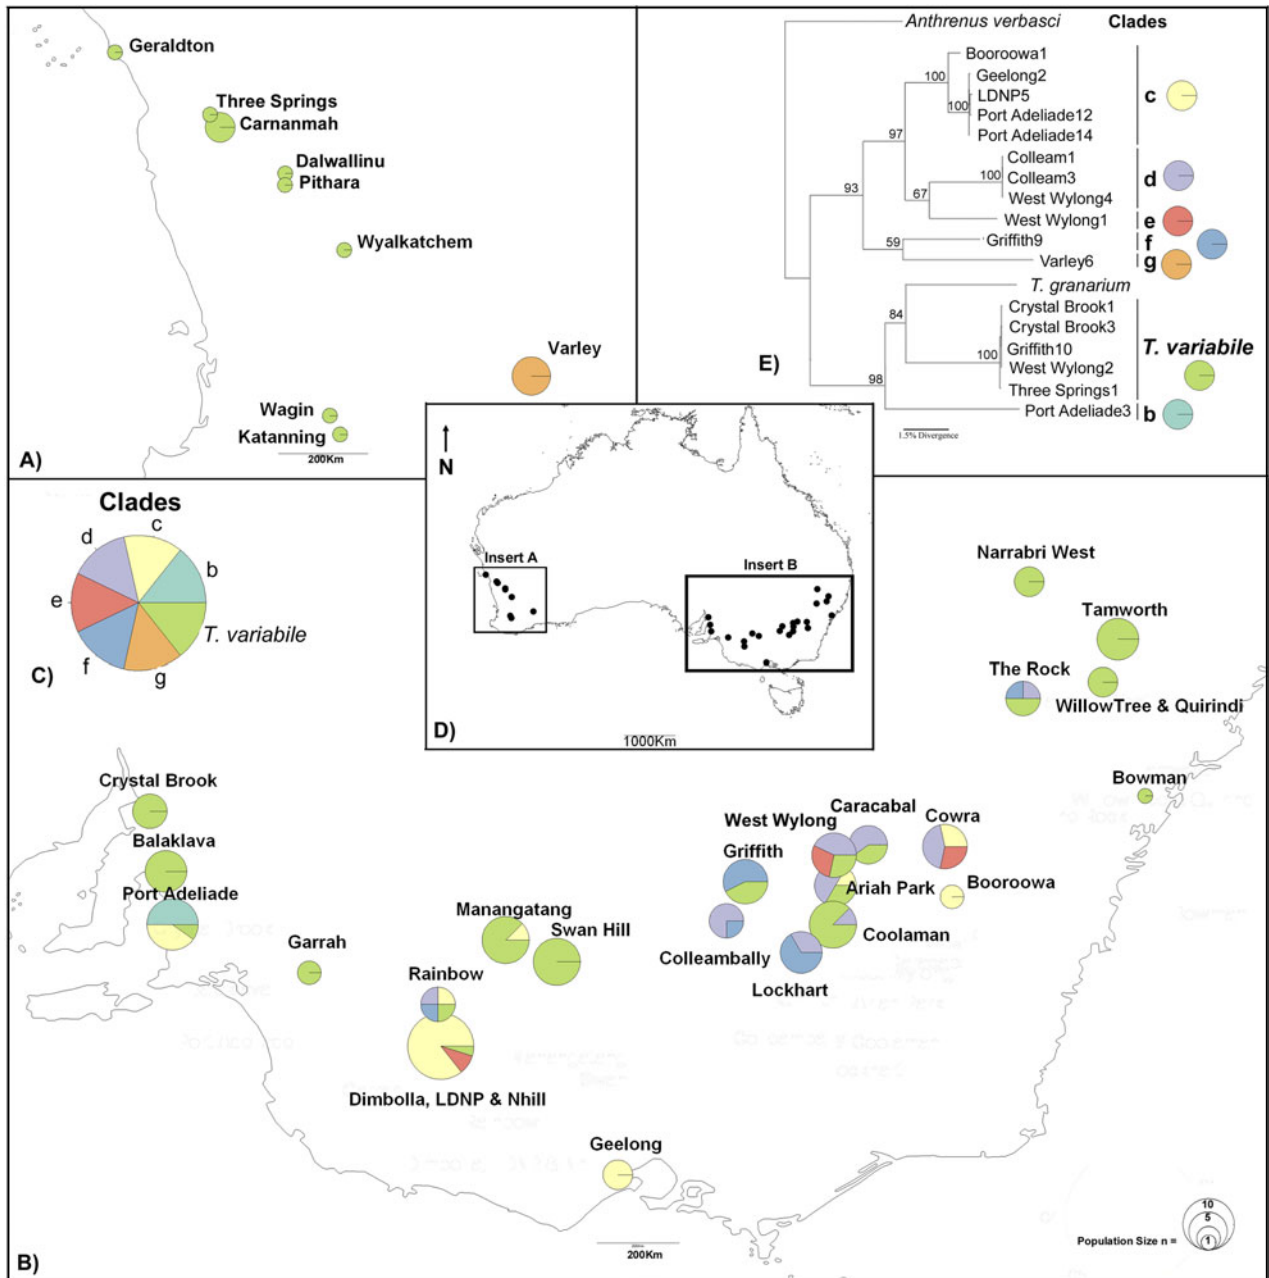 Geraldton
Three Springs
Carnanmah
Dalwallinu
Pithara
Wyalkatchem
Varley
Wagin
Katanning
200Km
A)
Anthrenus verbasci
Clades
Booroowa1
Geelong2
LDNP5
Port Adeliade12
Port Adeliade14
Colleam1
Colleam3
West Wylong4
West Wylong1
Griffith9
Varley6
T. granarium
Crystal Brook1
Crystal Brook3
Griffith10
West Wylong2
Three Springs1
Port Adeliade3
100
100
97
100
67
93
59
84
100
98
c
d
e
f
g
T. variabile
b
1.5% Divergence
E)
Clades
c
d
b
e
T. variabile
f
g
C)
N
Insert A
Insert B
1000Km
D)
Narrabri West
Tamworth
The Rock
WillowTree & Quirindi
Bowman
Crystal Brook
Balaklava
Port Adeliade
Garrah
Manangatang
Swan Hill
Rainbow
Dimbolla, LDNP & Nhill
Geelong
West Wylong
Caracabal
Cowra
Griffith
Ariah Park
Booroowa
Colleambally
Coolaman
Lockhart
200Km
10
5
1
Population Size n =
B)